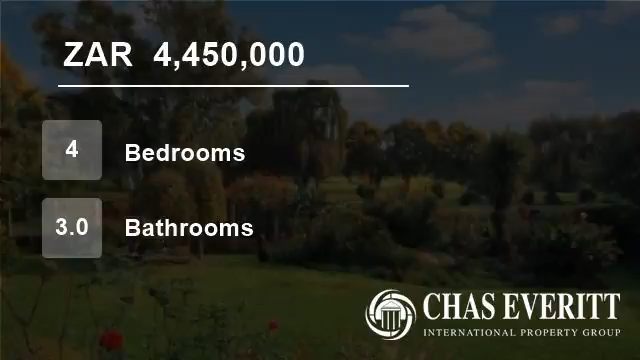 ZAR 4,450,000
4
Bedrooms
3.0
Bathrooms
CHAS EVERITT
INTERNATIONAL PROPERTY GROUP